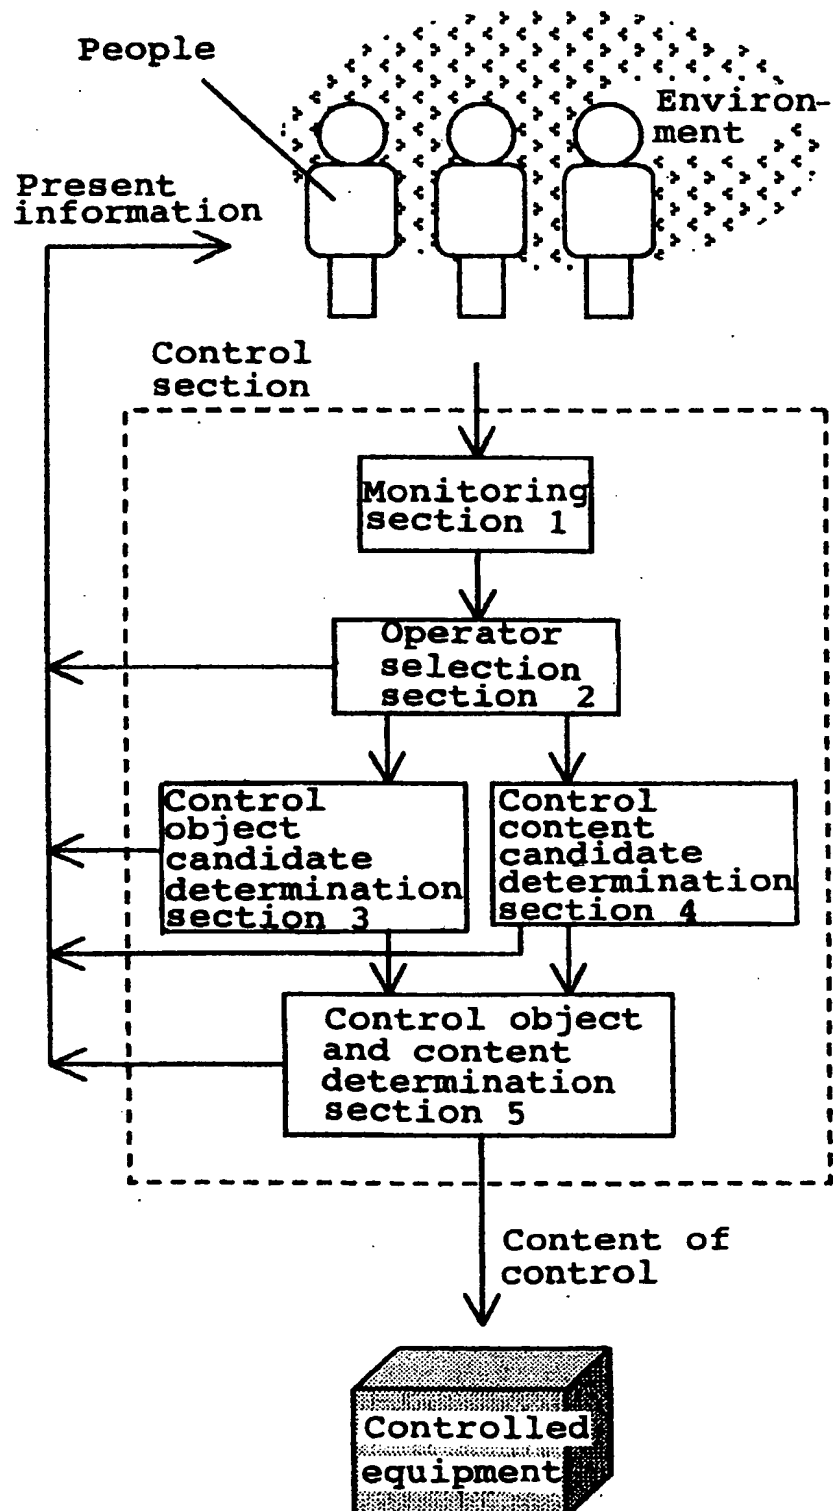 People
Environ-
ment
Present
information
Control
section
Monitoring
section 1
Operator
selection
section 2
Control
object
candidate
determination
section 3
Control
content
candidate
determination
section 4
Control object
and content
determination
section 5
Content of
control
Controlled
equipment